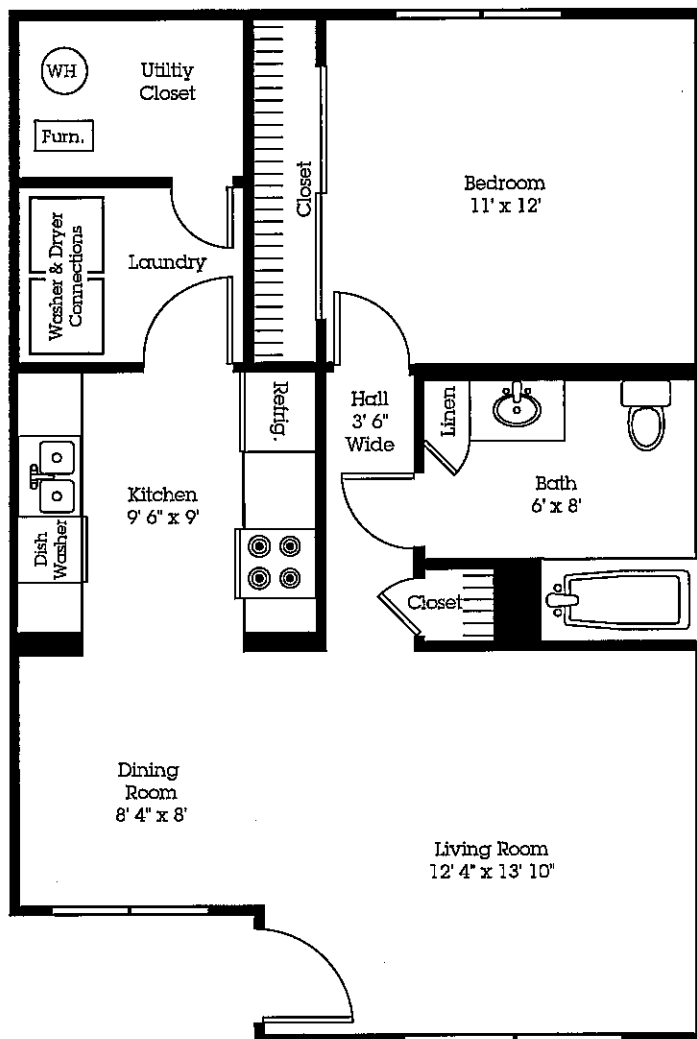 WH
Utiltiy
Closet
Furn.
Closet
Bedroom
11' x 12'
Washer & Dryer
Connections
Laundry
Refrig.
Hall
3' 6"
Wide
Linen
Bath
6' x 8'
Kitchen
9' 6" x 9'
Dish
Washer
Closet
Dining
Room
8' 4" x 8'
Living Room
12' 4" x 13' 10"